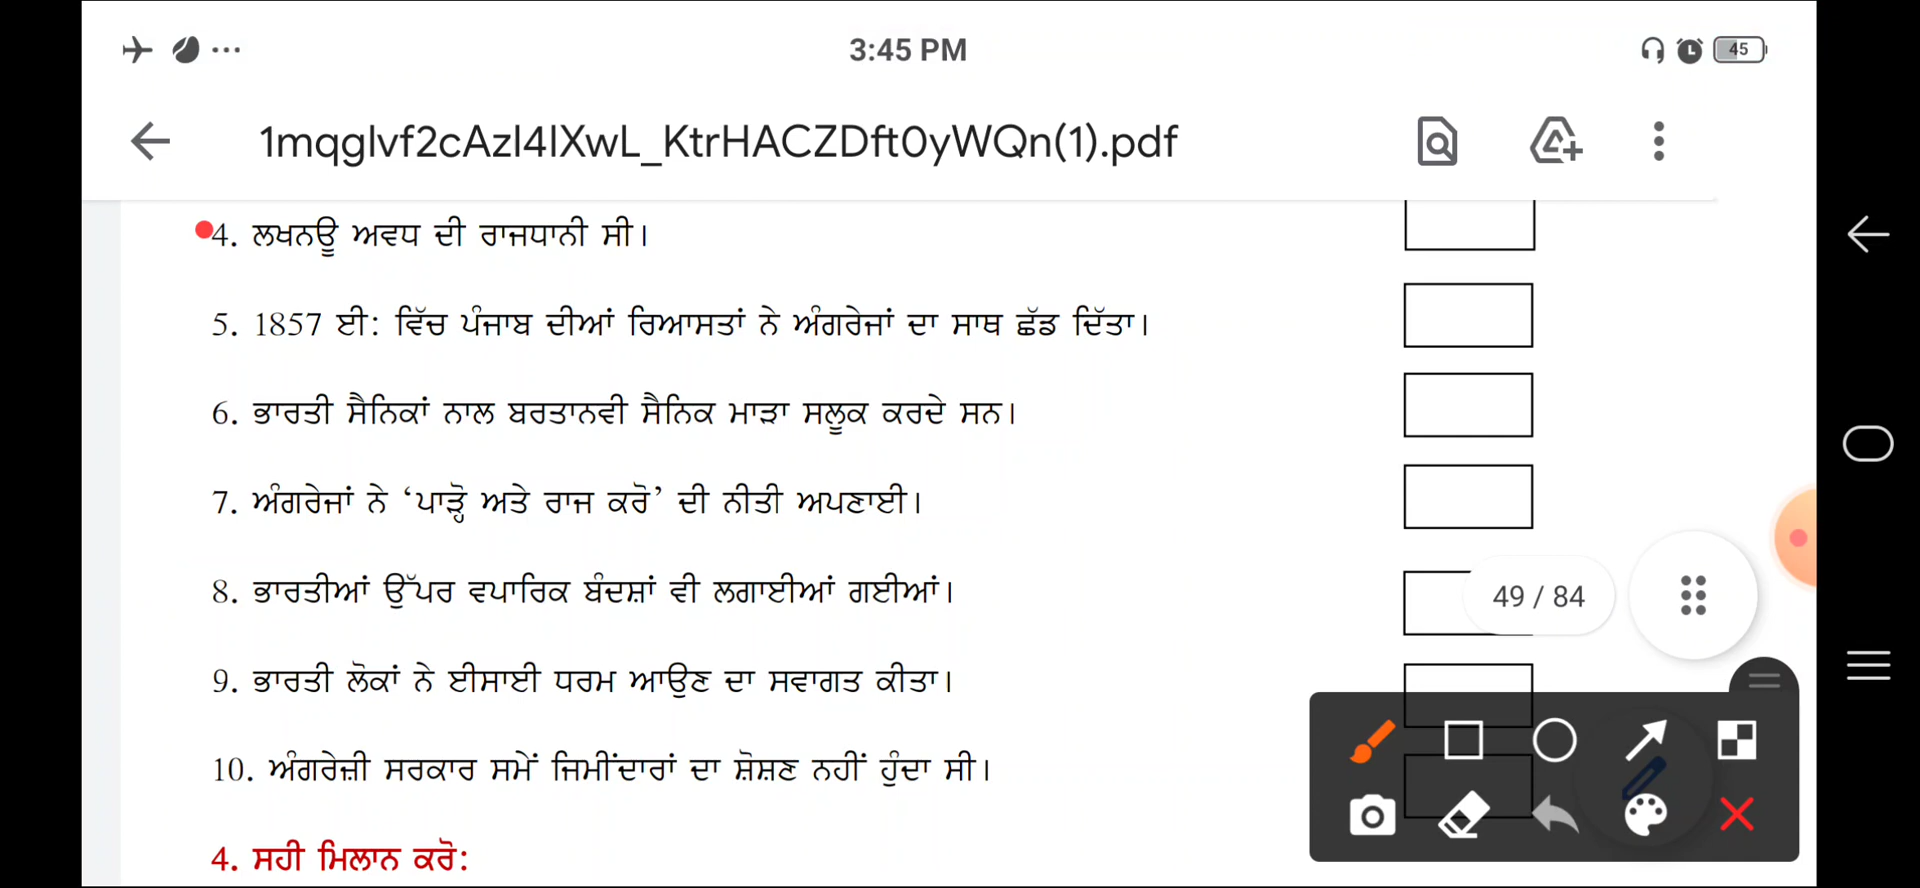 3:45 PM
45
1mqglvf2cAzI4IXwL_KtrHACZDft0yWQn(1).pdf
4. ਲਖਨਊ ਅਵਧ ਦੀ ਰਾਜਧਾਨੀ ਸੀ।
5. 1857 ਈ: ਵਿੱਚ ਪੰਜਾਬ ਦੀਆਂ ਰਿਆਸਤਾਂ ਨੇ ਅੰਗਰੇਜਾਂ ਦਾ ਸਾਥ ਛੱਡ ਦਿੱਤਾ।
6. ਭਾਰਤੀ ਸੈਨਿਕਾਂ ਨਾਲ ਬਰਤਾਨਵੀ ਸੈਨਿਕ ਮਾੜਾ ਸਲੂਕ ਕਰਦੇ ਸਨ।
7. ਅੰਗਰੇਜਾਂ ਨੇ ‘ਪਾੜ੍ਹੋ ਅਤੇ ਰਾਜ ਕਰੋ’ ਦੀ ਨੀਤੀ ਅਪਣਾਈ।
8. ਭਾਰਤੀਆਂ ਉੱਪਰ ਵਪਾਰਿਕ ਬੰਦਸ਼ਾਂ ਵੀ ਲਗਾਈਆਂ ਗਈਆਂ।
49 / 84
9. ਭਾਰਤੀ ਲੋਕਾਂ ਨੇ ਈਸਾਈ ਧਰਮ ਆਉਣ ਦਾ ਸਵਾਗਤ ਕੀਤਾ।
10. ਅੰਗਰੇਜ਼ੀ ਸਰਕਾਰ ਸਮੇਂ ਜਿਮੀਂਦਾਰਾਂ ਦਾ ਸ਼ੋਸ਼ਣ ਨਹੀਂ ਹੁੰਦਾ ਸੀ।
4. ਸਹੀ ਮਿਲਾਨ ਕਰੋ: